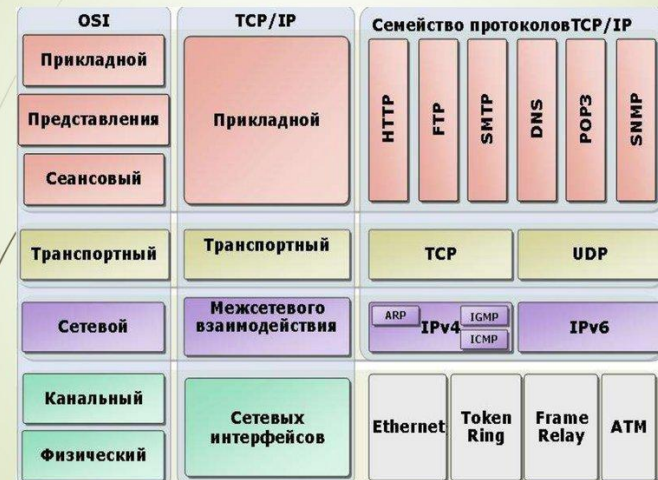 OSI
TCP/IP
Семейство протоколовTCP/IP
Прикладной
Представления
Сеансовый
Прикладной
HTTP
FTP
SMTP
DNS
POP3
SNMP
Транспортный
Транспортный
TCP
UDP
Сетевой
Межсетевого
взаимодействия
ARP
IPv4
IGMP
ICMP
IPv6
Канальный
Физический
Сетевых
интерфейсов
Ethernet
Token
Ring
Frame
Relay
ATM